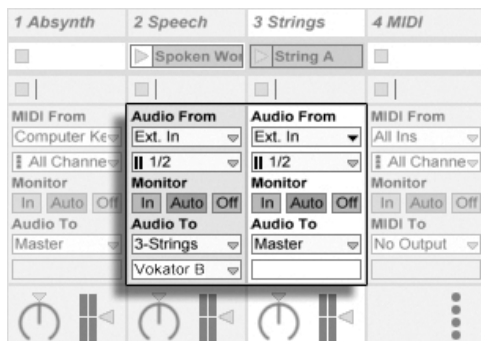 1 Absynth 2 Speech 3 Strings 4 MIDI
Spoken Wor String A
MIDI From Audio From Audio From MIDI From
Computer Ke Ext. In Ext. In All Ins
All Channe 1/2 1/2 All Channe
Monitor Monitor Monitor Monitor
In Auto Off In Auto Off In Auto Off In Auto Off
Audio To Audio To Audio To MIDI To
Master 3-Strings Master No Output
Vokator B